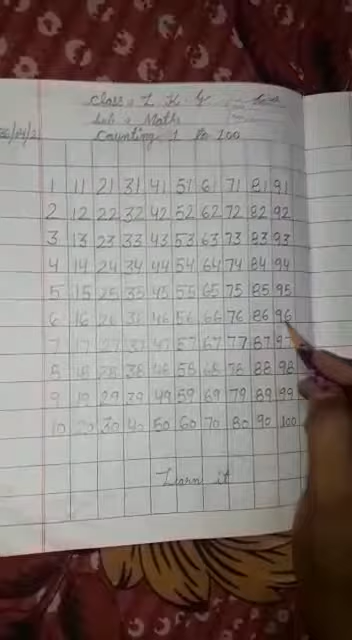 Class: L K G
Sub: Math
Counting 1 to 100
1 11 21 31 41 51 61 71 81 91
2 12 22 32 42 52 62 72 82 92
3 13 23 33 43 53 63 73 83 93
4 14 24 34 44 54 64 74 84 94
5 15 25 35 45 55 65 75 85 95
6 16 26 36 46 56 66 76 86 96
7 17 27 37 47 57 67 77 87 97
8 18 28 38 48 58 68 78 88 98
9 19 29 39 49 59 69 79 89 99
10 20 30 40 50 60 70 80 90 100
Learn it